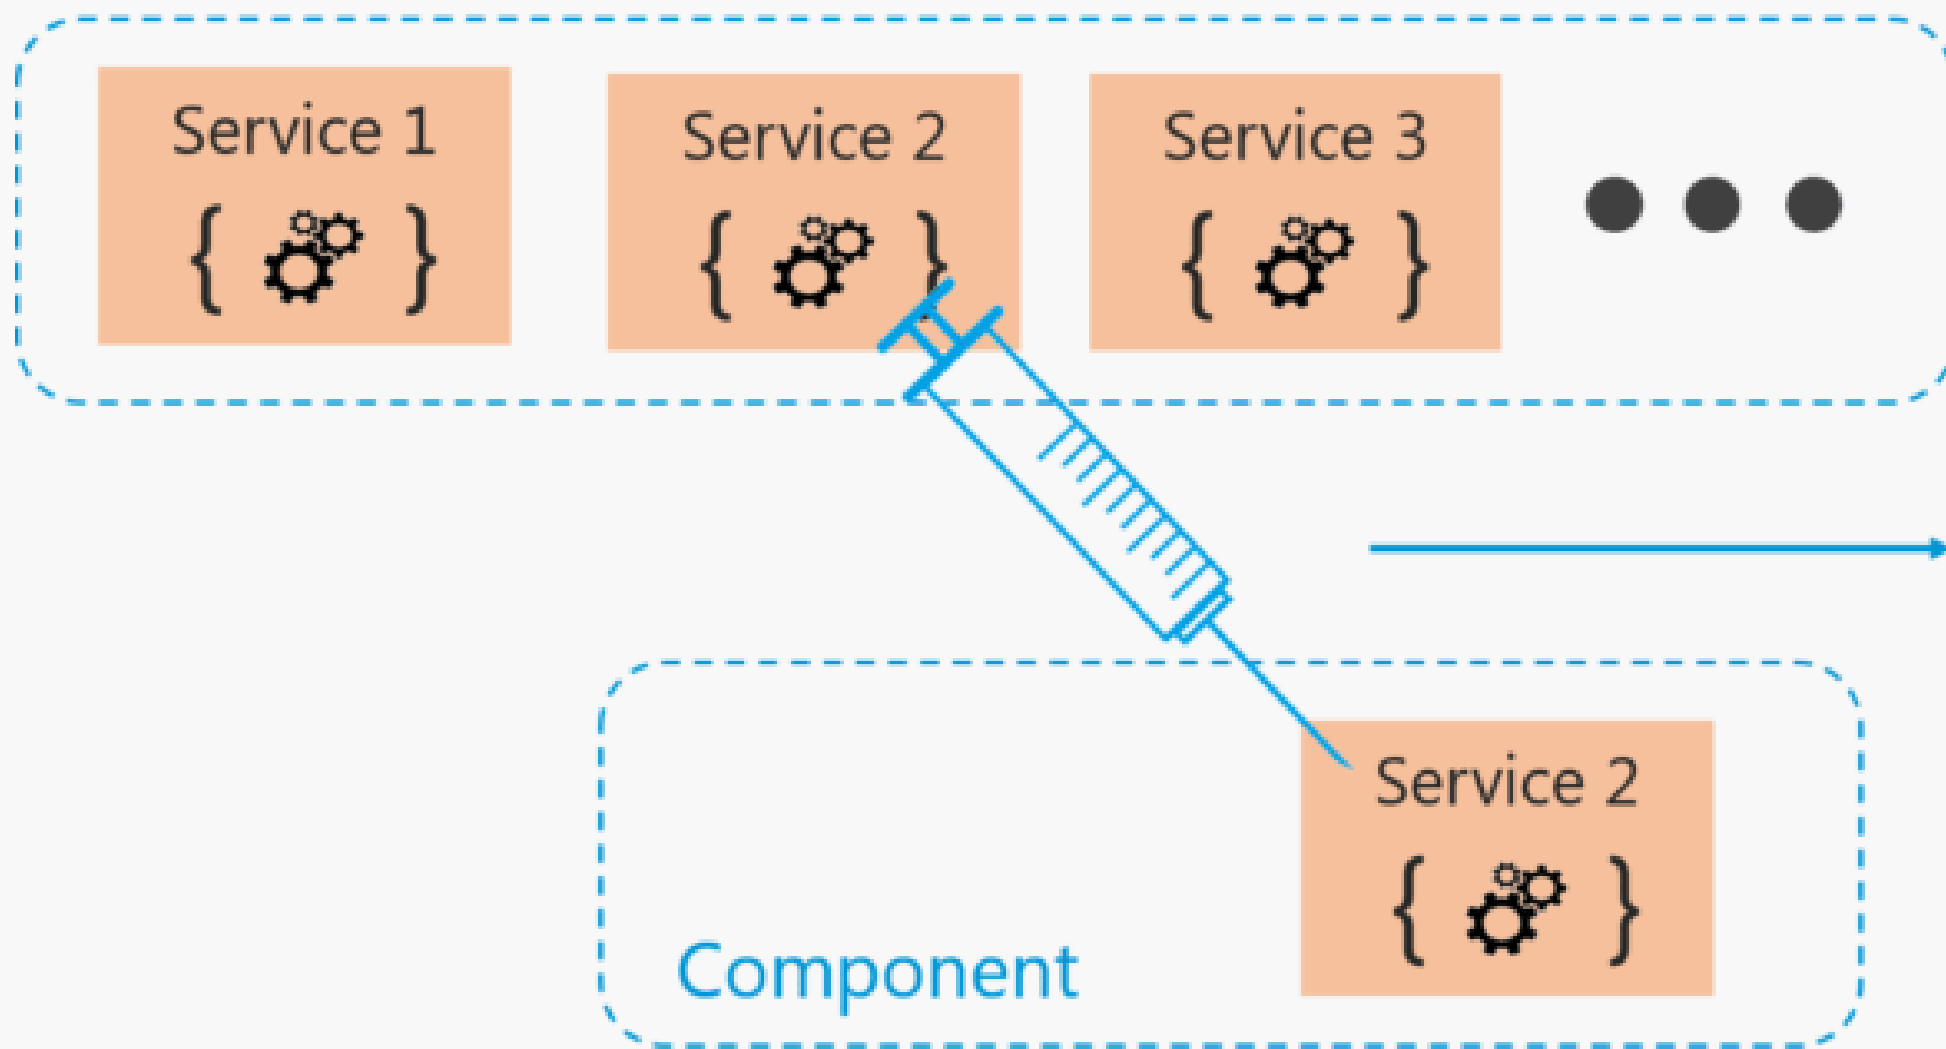 Service 1
{ }
Service 2
{ }
Service 3
{ }
Service 2
{ }
Component